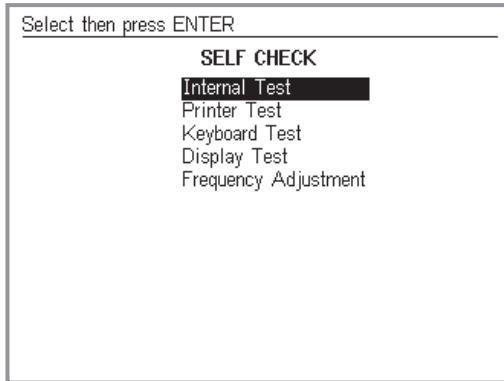 Select then press ENTER
SELF CHECK
Internal Test
Printer Test
Keyboard Test
Display Test
Frequency Adjustment